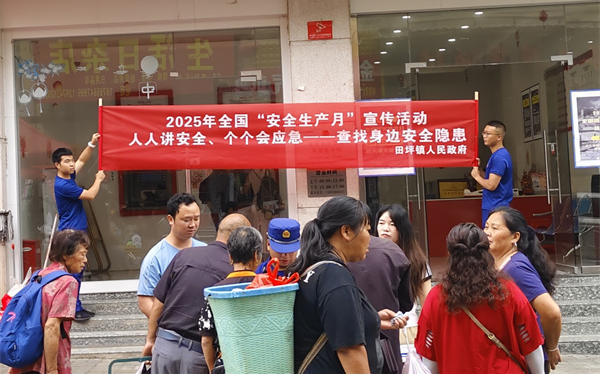 2025年全国“安全生产月”宣传活动
人人讲安全、个个会应急——查找身边安全隐患
田坪镇人民政府